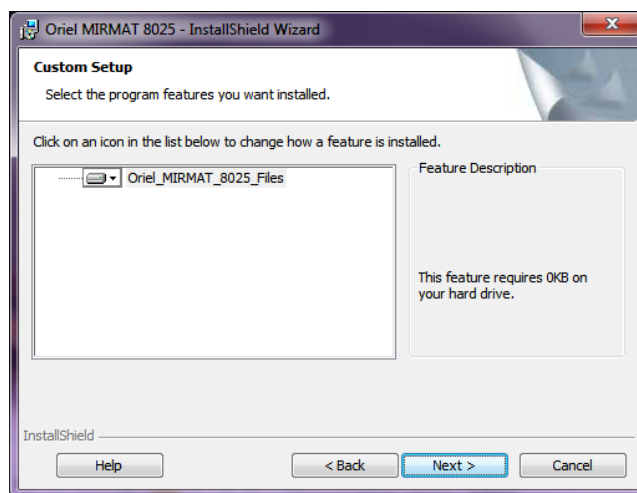 Oriel MIRMAT 8025 - InstallShield Wizard
Custom Setup
Select the program features you want installed.
Click on an icon in the list below to change how a feature is installed.
Oriel_MIRMAT_8025_Files
Feature Description
This feature requires 0KB on
your hard drive.
InstallShield
Help
< Back
Next >
Cancel